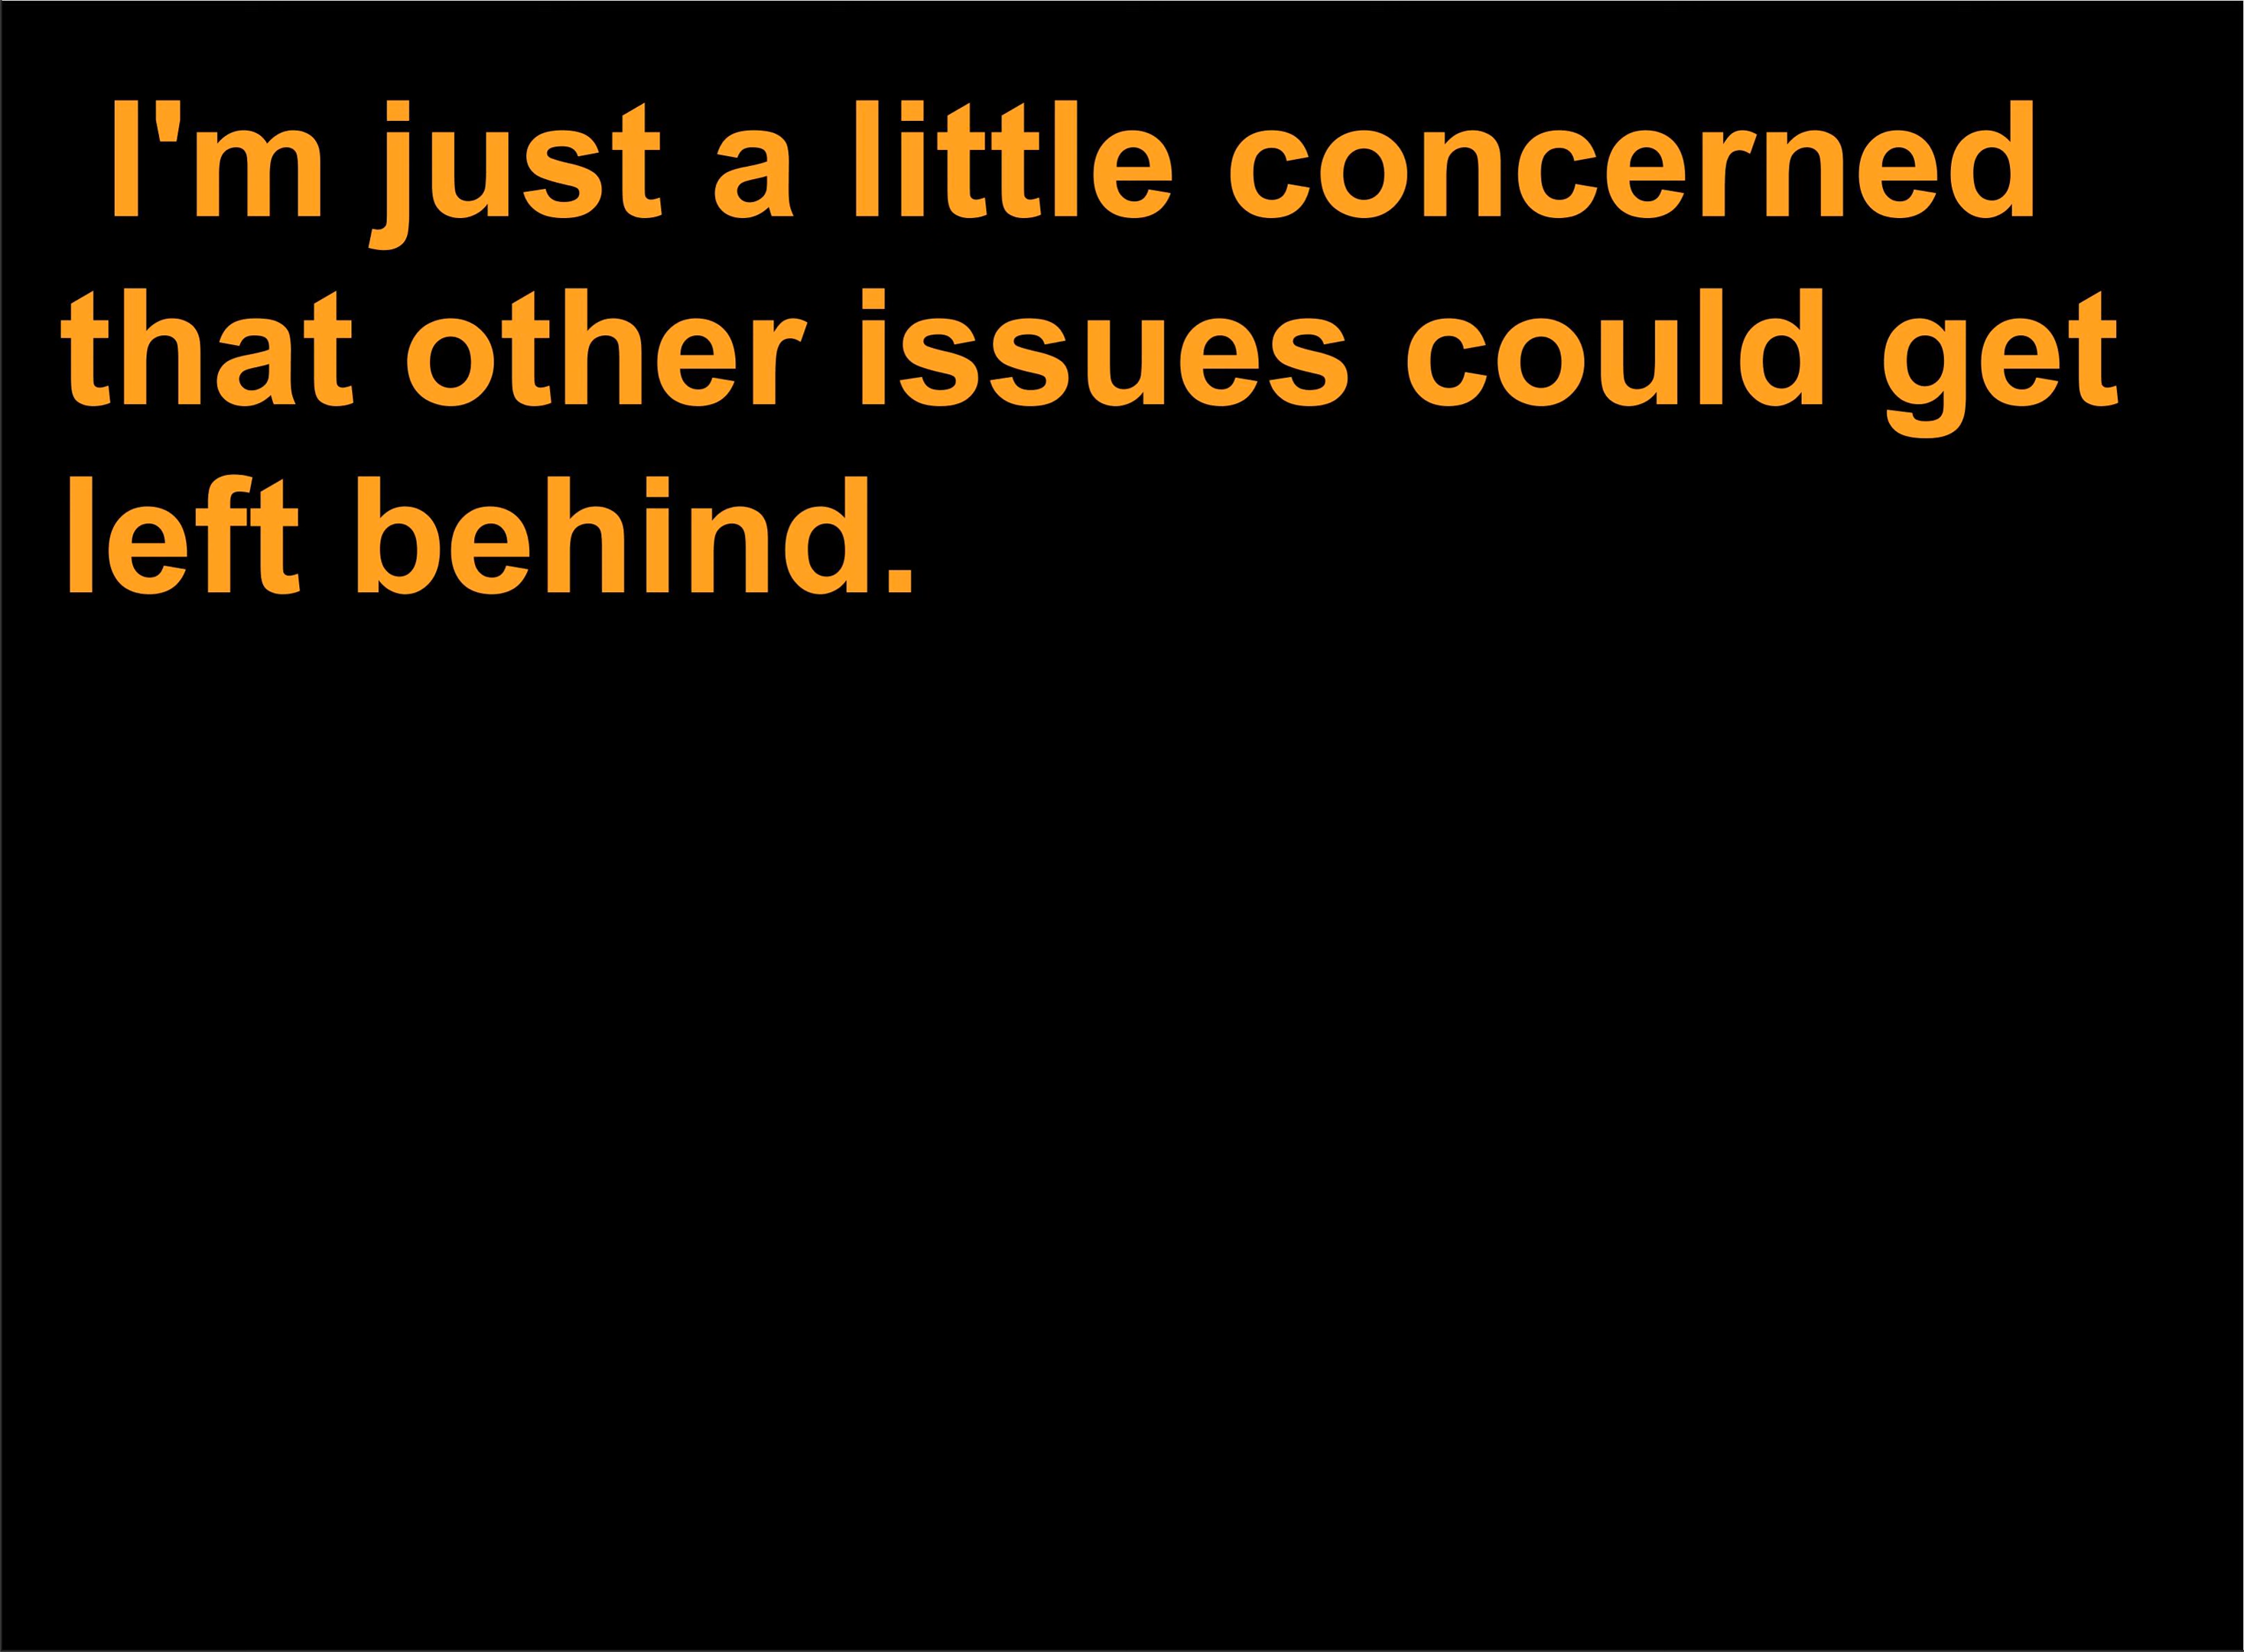 I'm just a little concerned
that other issues could get
left behind.